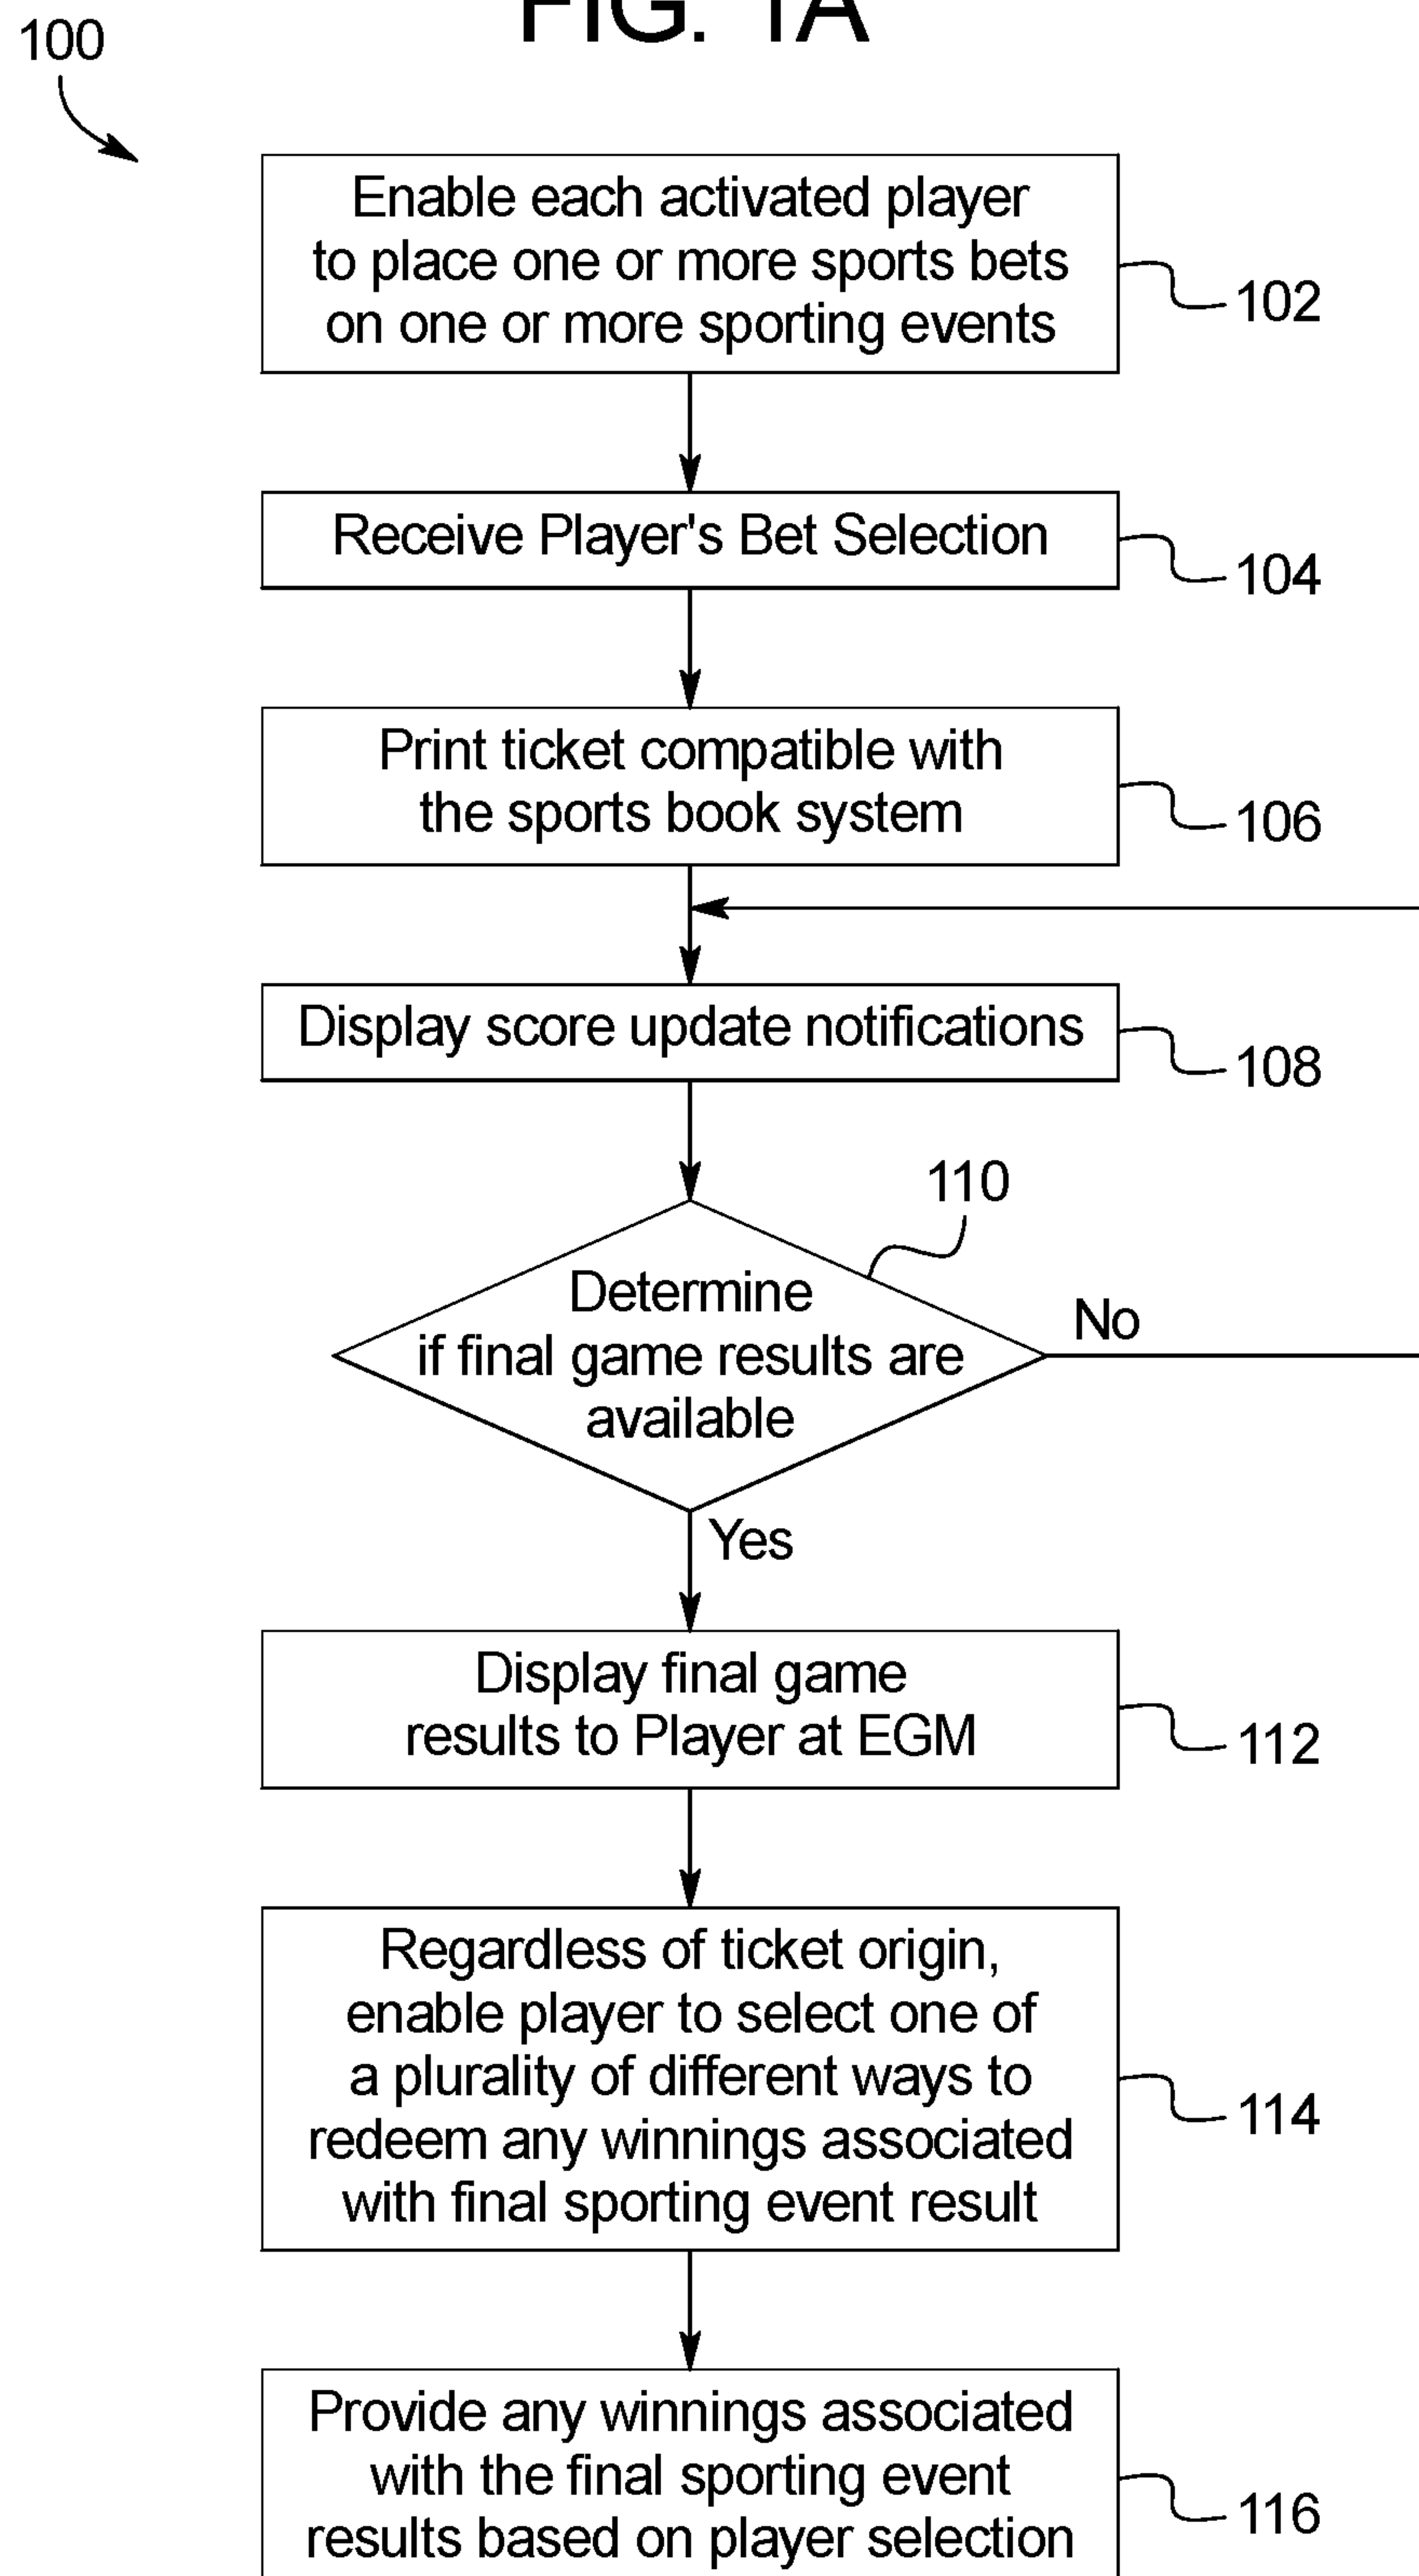 FIG. 1A
100
Enable each activated player
to place one or more sports bets
on one or more sporting events
102
Receive Player's Bet Selection
104
Print ticket compatible with
the sports book system
106
Display score update notifications
108
110
Determine
if final game results are
available
No
Yes
Display final game
results to Player at EGM
112
Regardless of ticket origin,
enable player to select one of
a plurality of different ways to
redeem any winnings associated
with final sporting event result
114
Provide any winnings associated
with the final sporting event
results based on player selection
116